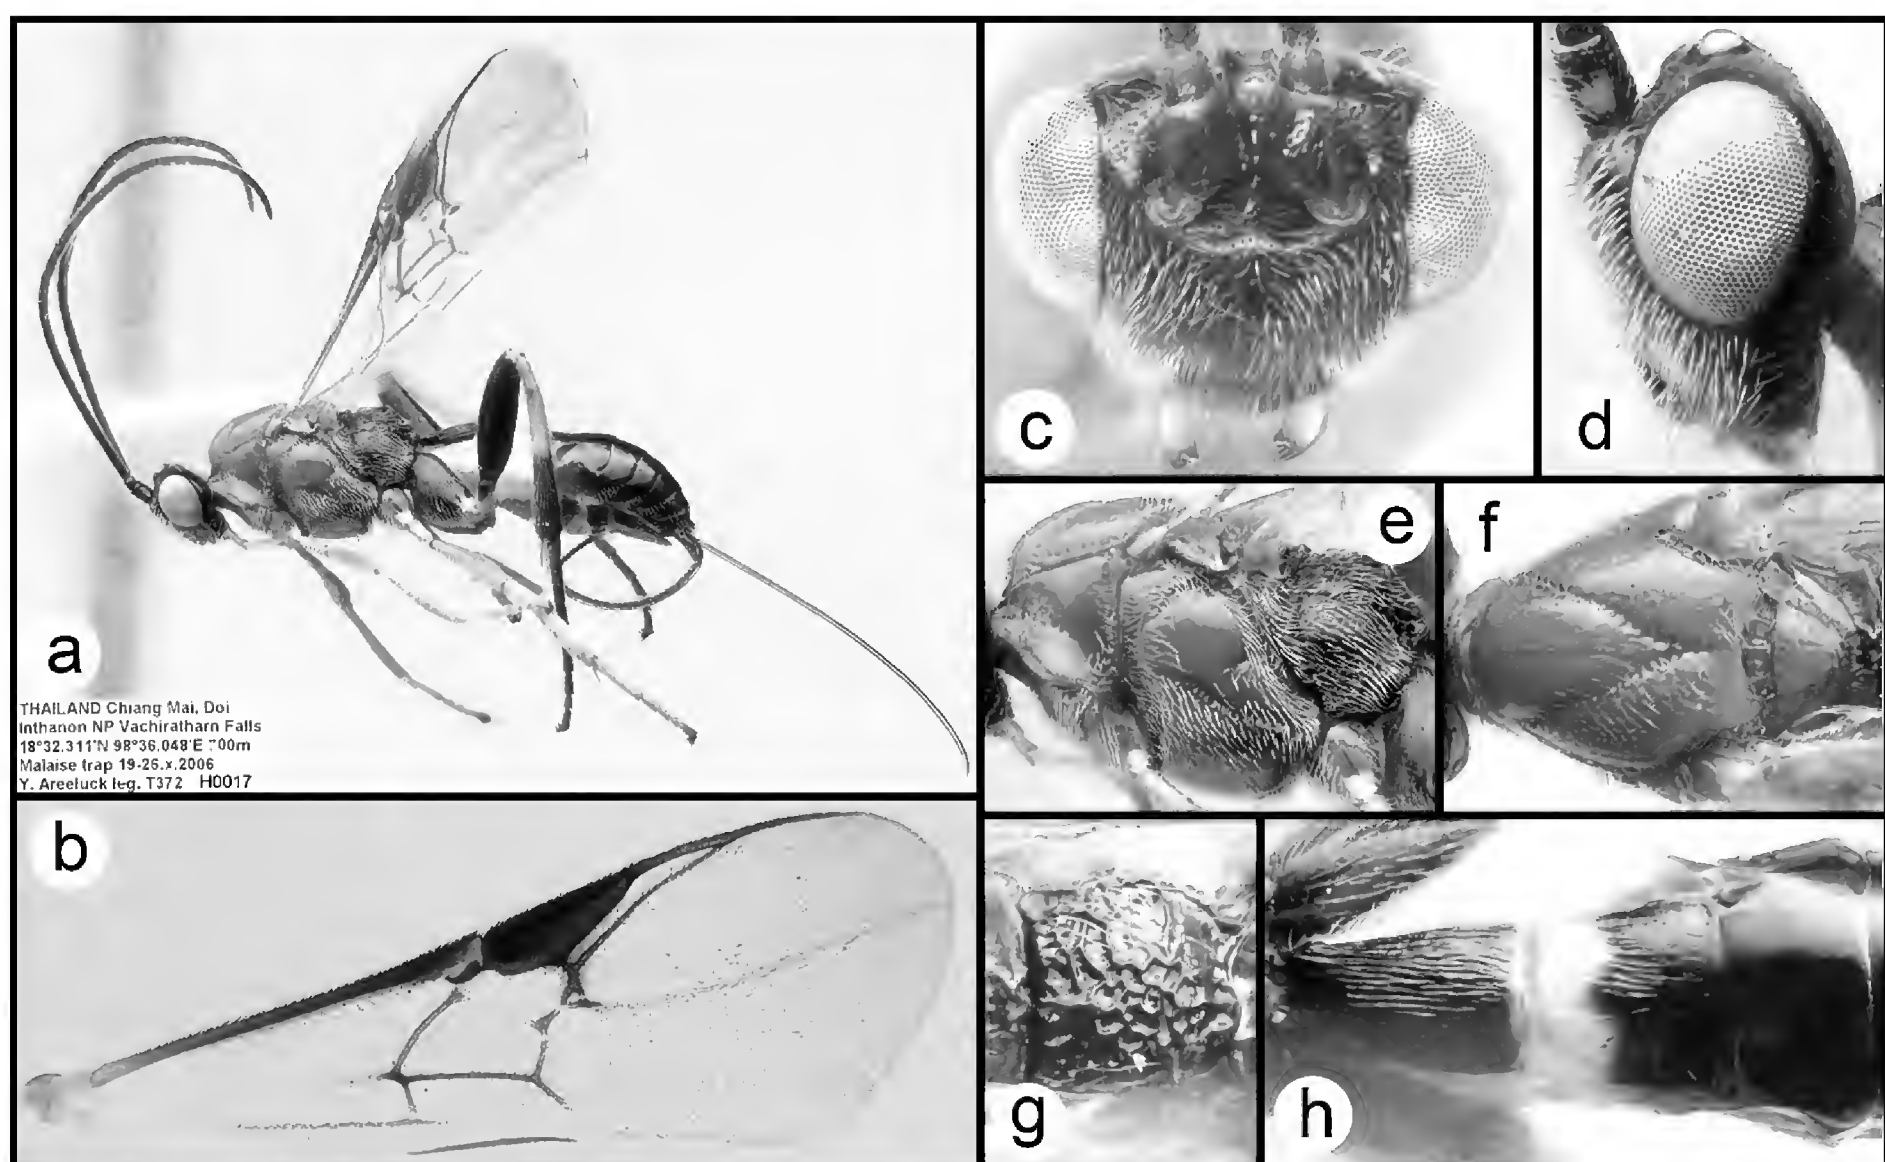 a
THAILAND Chiang Mai, Doi
Inthanon NP Vachiratharn Falls
18°32.311'N 98°36.048'E
Malaise trap 19-26.x.2006
Y. Areeluck leg. T372 H0017
b
c
d
e
f
g
h